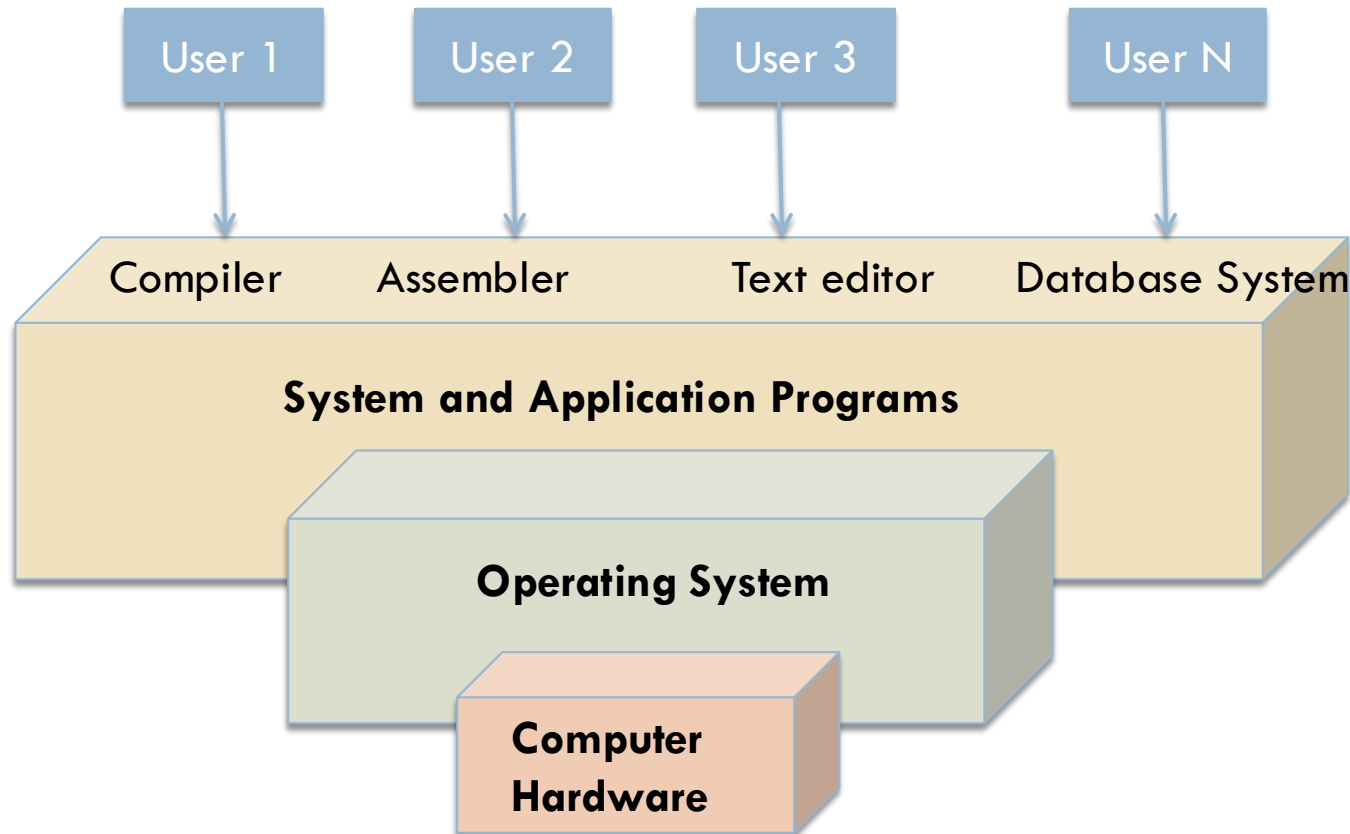 User 1
User 2
User 3
User N
Compiler
Assembler
Text editor
Database System
System and Application Programs
Operating System
Computer
Hardware